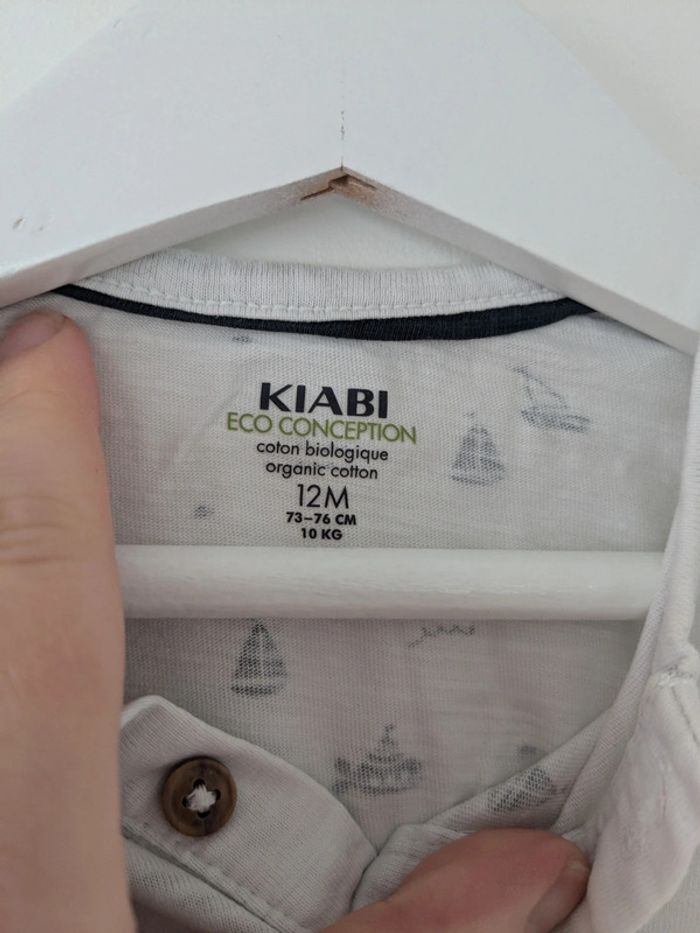 KIABI
ECO CONCEPTION
coton biologique
organic cotton
12M
73–76 CM
10 KG